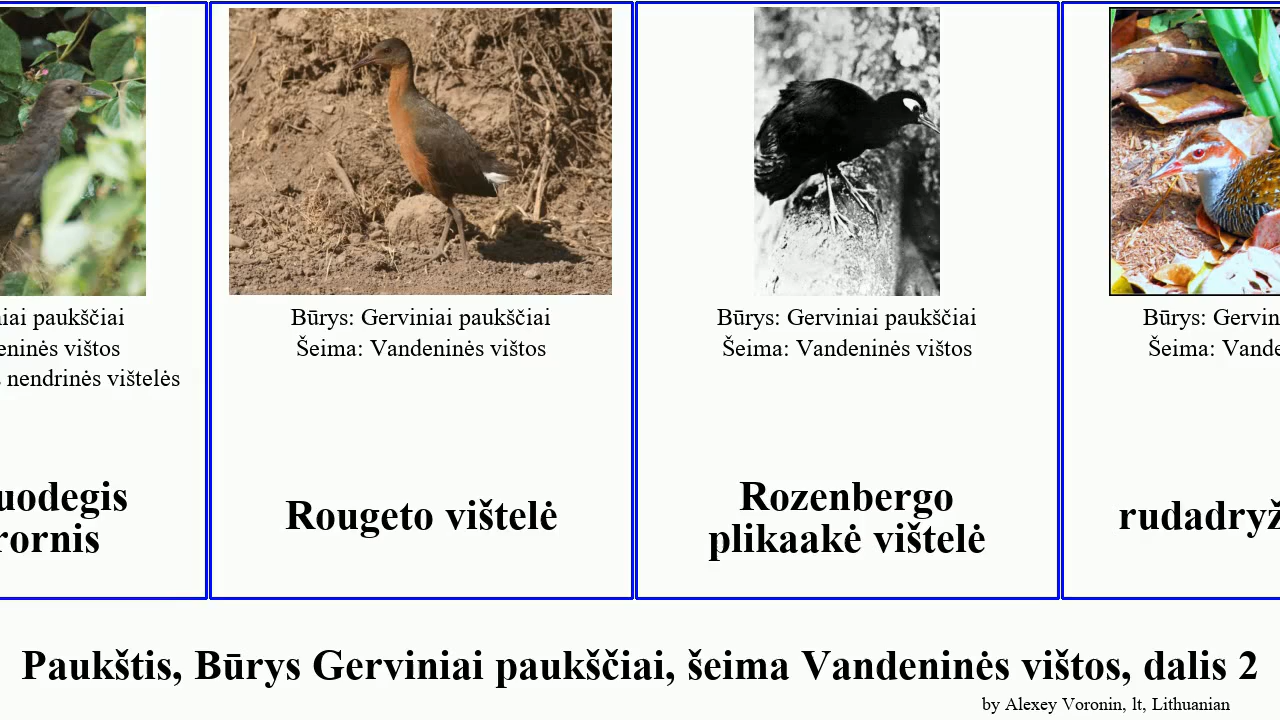 iai paukščiai
eninės vištos
nendrinės vištelės
uodegis
rornis
Būrys: Gerviniai paukščiai
Šeima: Vandeninės vištos
Rougeto vištelė
Būrys: Gerviniai paukščiai
Šeima: Vandeninės vištos
Rozenbergo
plikaakė vištelė
Būrys: Gervin
Šeima: Vande
rudadryž
Paukštis, Būrys Gerviniai paukščiai, šeima Vandeninės vištos, dalis 2
by Alexey Voronin, lt, Lithuanian